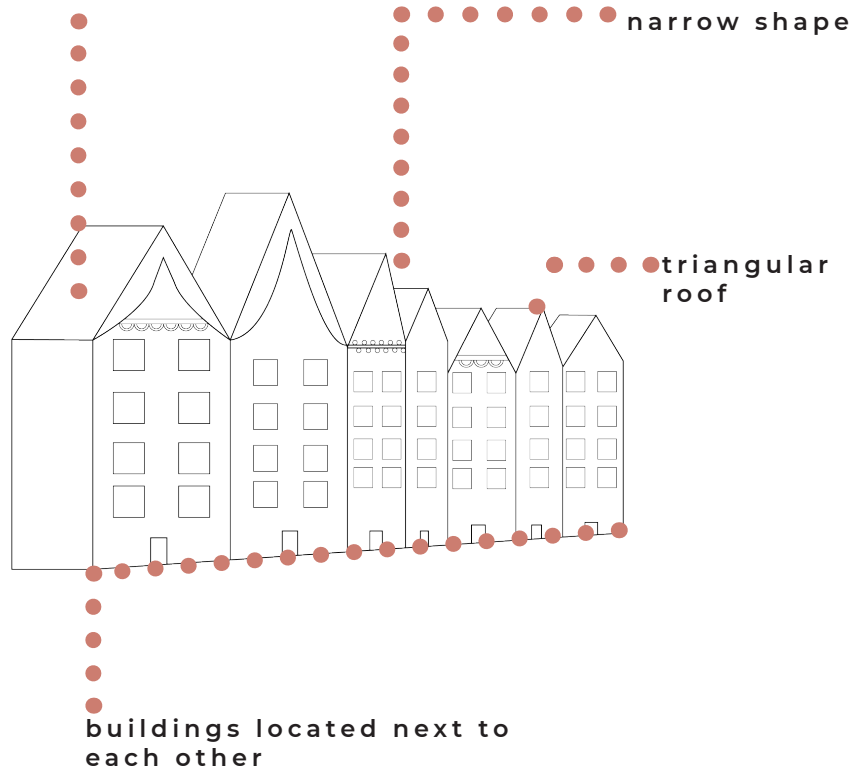 narrow shape
triangular
roof
buildings located next to
each other